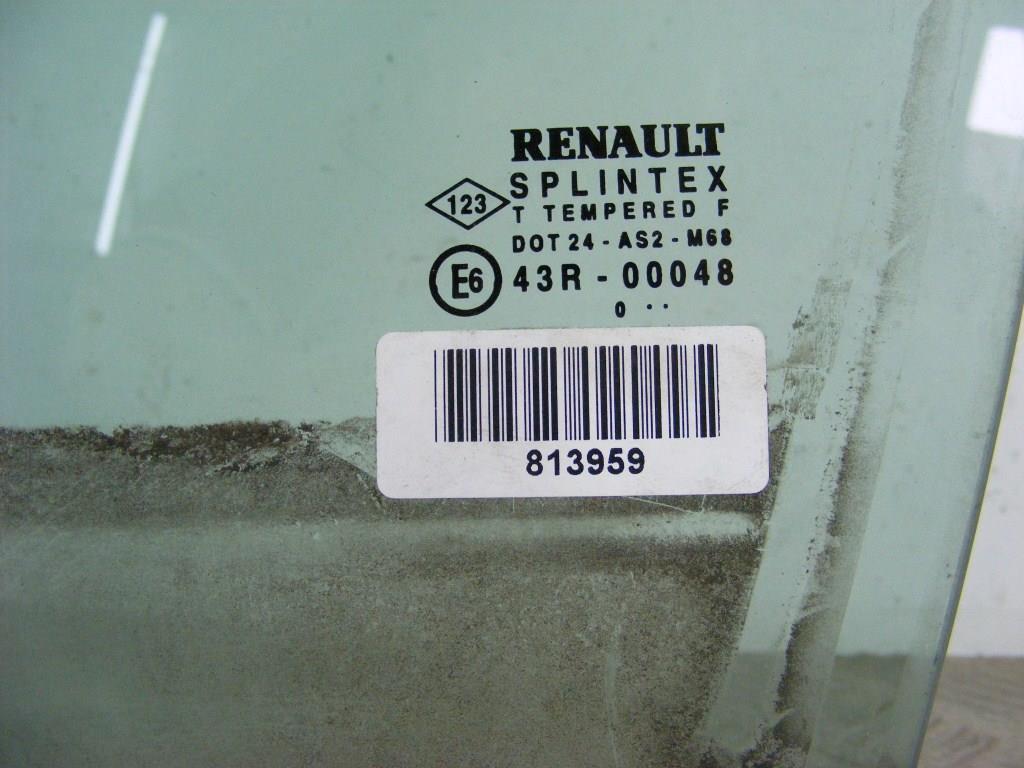 RENAULT
SPLINTEX
123
T TEMPERED F
DOT 24 - AS2 - M68
E6 43R - 00048
0 ..
813959